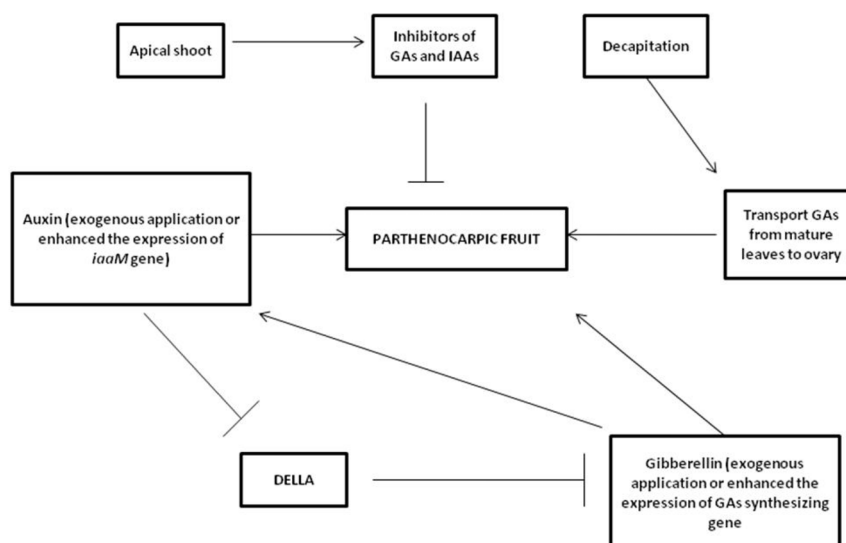 Apical shoot
Inhibitors of
GAs and IAAs
Decapitation
Auxin (exogenous application or
enhanced the expression of
iaaM gene)
PARTHENOCARPIC FRUIT
Transport GAs
from mature
leaves to ovary
DELLA
Gibberellin (exogenous
application or enhanced the
expression of GAs synthesizing
gene